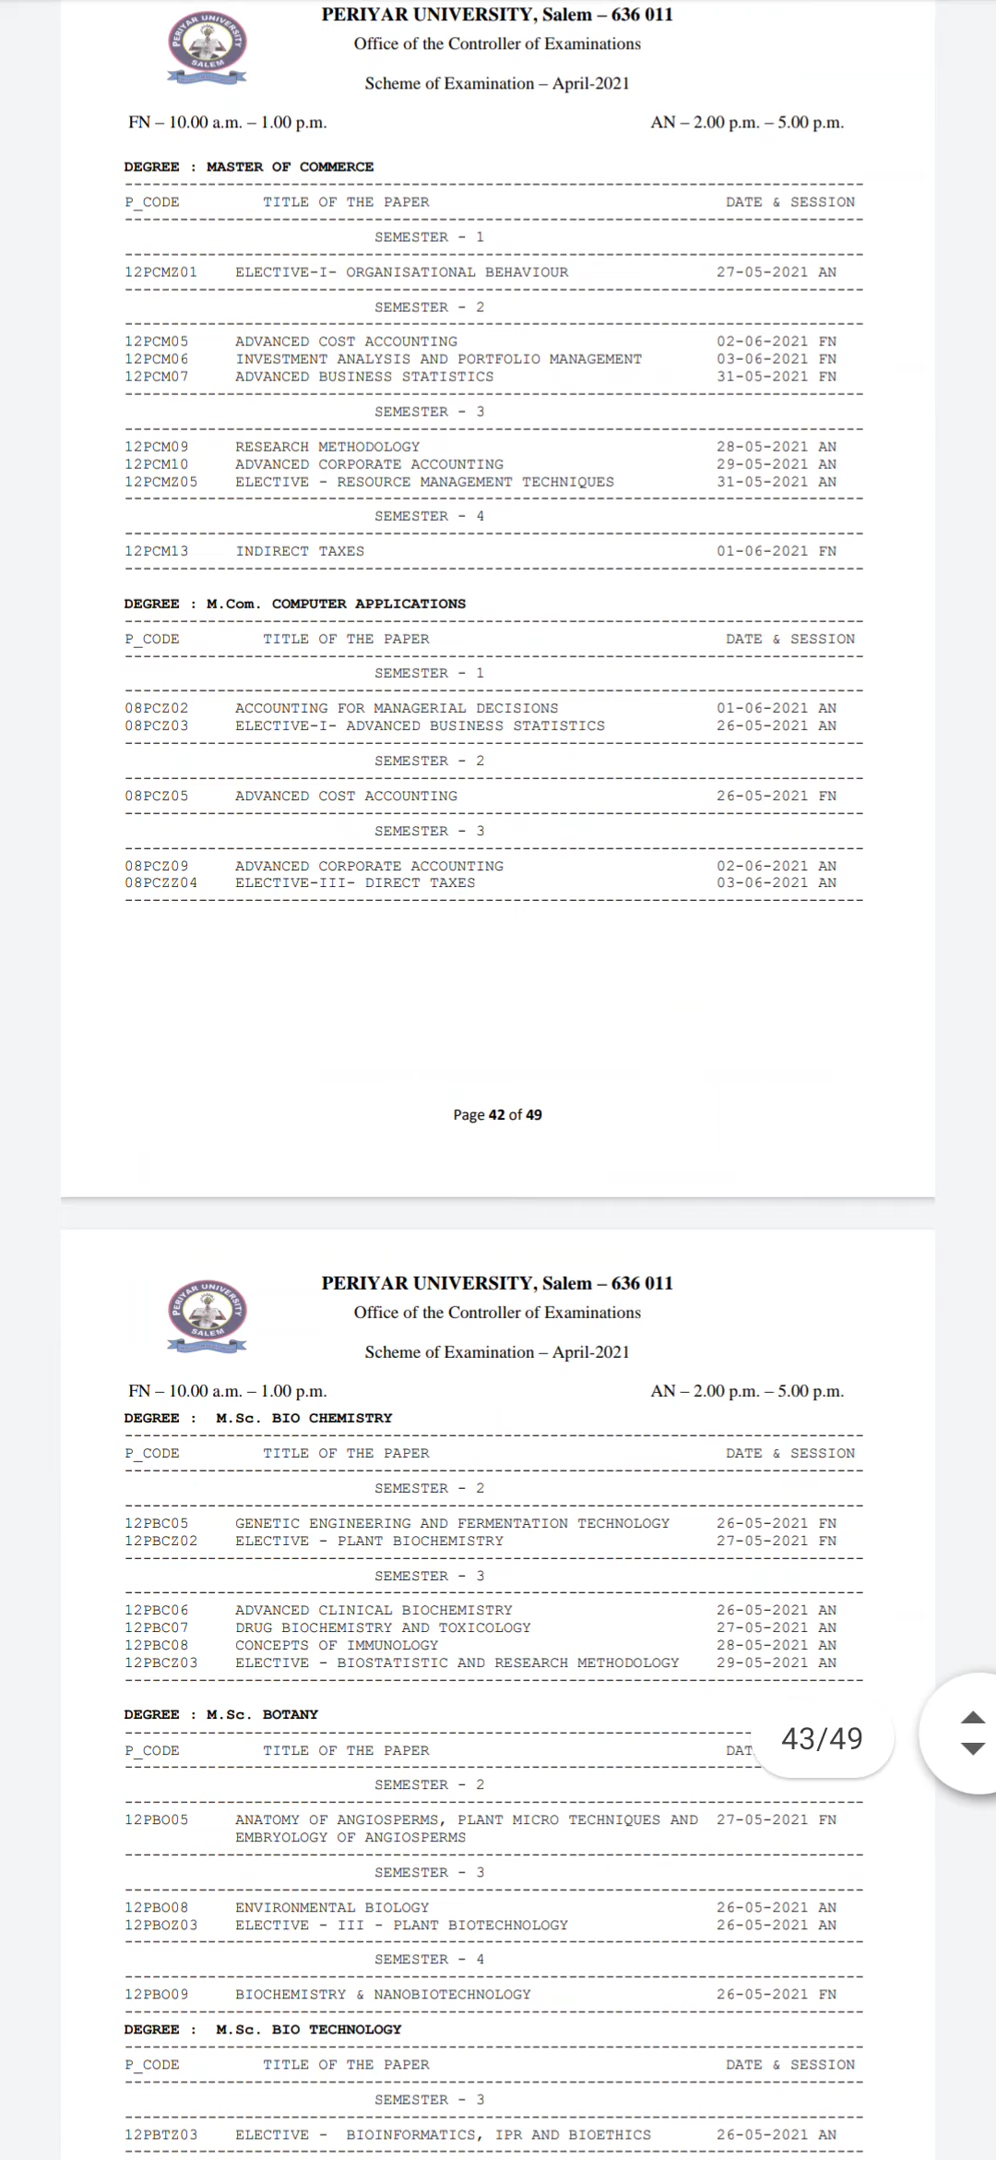 PERIYAR UNIVERSITY
SALEM
PERIYAR UNIVERSITY, Salem – 636 011
Office of the Controller of Examinations
Scheme of Examination – April-2021
FN – 10.00 a.m. – 1.00 p.m. AN – 2.00 p.m. – 5.00 p.m.
DEGREE : MASTER OF COMMERCE
P_CODE TITLE OF THE PAPER DATE & SESSION
SEMESTER - 1
12PCMZ01 ELECTIVE-I- ORGANISATIONAL BEHAVIOUR 27-05-2021 AN
SEMESTER - 2
12PCM05 ADVANCED COST ACCOUNTING 02-06-2021 FN
12PCM06 INVESTMENT ANALYSIS AND PORTFOLIO MANAGEMENT 03-06-2021 FN
12PCM07 ADVANCED BUSINESS STATISTICS 31-05-2021 FN
SEMESTER - 3
12PCM09 RESEARCH METHODOLOGY 28-05-2021 AN
12PCM10 ADVANCED CORPORATE ACCOUNTING 29-05-2021 AN
12PCMZ05 ELECTIVE - RESOURCE MANAGEMENT TECHNIQUES 31-05-2021 AN
SEMESTER - 4
12PCM13 INDIRECT TAXES 01-06-2021 FN
DEGREE : M.Com. COMPUTER APPLICATIONS
P_CODE TITLE OF THE PAPER DATE & SESSION
SEMESTER - 1
08PCZ02 ACCOUNTING FOR MANAGERIAL DECISIONS 01-06-2021 AN
08PCZ03 ELECTIVE-I- ADVANCED BUSINESS STATISTICS 26-05-2021 AN
SEMESTER - 2
08PCZ05 ADVANCED COST ACCOUNTING 26-05-2021 FN
SEMESTER - 3
08PCZ09 ADVANCED CORPORATE ACCOUNTING 02-06-2021 AN
08PCZZ04 ELECTIVE-III- DIRECT TAXES 03-06-2021 AN
Page 42 of 49
PERIYAR UNIVERSITY
SALEM
PERIYAR UNIVERSITY, Salem – 636 011
Office of the Controller of Examinations
Scheme of Examination – April-2021
FN – 10.00 a.m. – 1.00 p.m. AN – 2.00 p.m. – 5.00 p.m.
DEGREE : M.Sc. BIO CHEMISTRY
P_CODE TITLE OF THE PAPER DATE & SESSION
SEMESTER - 2
12PBC05 GENETIC ENGINEERING AND FERMENTATION TECHNOLOGY 26-05-2021 FN
12PBCZ02 ELECTIVE - PLANT BIOCHEMISTRY 27-05-2021 FN
SEMESTER - 3
12PBC06 ADVANCED CLINICAL BIOCHEMISTRY 26-05-2021 AN
12PBC07 DRUG BIOCHEMISTRY AND TOXICOLOGY 27-05-2021 AN
12PBC08 CONCEPTS OF IMMUNOLOGY 28-05-2021 AN
12PBCZ03 ELECTIVE - BIOSTATISTIC AND RESEARCH METHODOLOGY 29-05-2021 AN
DEGREE : M.Sc. BOTANY
43/49
P_CODE TITLE OF THE PAPER DAT
SEMESTER - 2
12PBO05 ANATOMY OF ANGIOSPERMS, PLANT MICRO TECHNIQUES AND 27-05-2021 FN
EMBRYOLOGY OF ANGIOSPERMS
SEMESTER - 3
12PBO08 ENVIRONMENTAL BIOLOGY 26-05-2021 AN
12PBOZ03 ELECTIVE - III - PLANT BIOTECHNOLOGY 26-05-2021 AN
SEMESTER - 4
12PBO09 BIOCHEMISTRY & NANOBIOTECHNOLOGY 26-05-2021 FN
DEGREE : M.Sc. BIO TECHNOLOGY
P_CODE TITLE OF THE PAPER DATE & SESSION
SEMESTER - 3
12PBTZ03 ELECTIVE - BIOINFORMATICS, IPR AND BIOETHICS 26-05-2021 AN